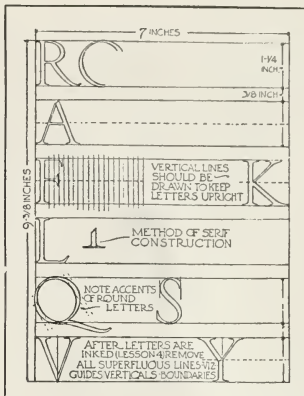 7 INCHES
RC
1-1/4
INCH
3/8 INCH
A
9-3/8 INCHES
E
VERTICAL LINES
SHOULD BE
DRAWN TO KEEP
LETTERS UPRIGHT
K
L
1
METHOD OF SERIF
CONSTRUCTION
Q
NOTE ACCENTS
OF ROUND
LETTERS
S
V
AFTER LETTERS ARE
INKED (LESSON 4) REMOVE
ALL SUPERFLUOUS LINES-VIZ
GUIDES-VERTICALS-BOUNDARIES
Y